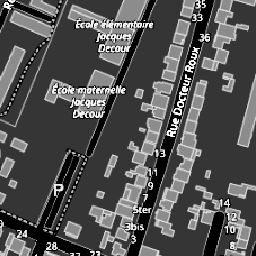 R
35
33
École élémentaire
Jacques
Decour
36
Rue Docteur Roux
École maternelle
Jacques
Decour
13
11
9
P
7
5ter
14
12
3bis
10
24
3
28
8